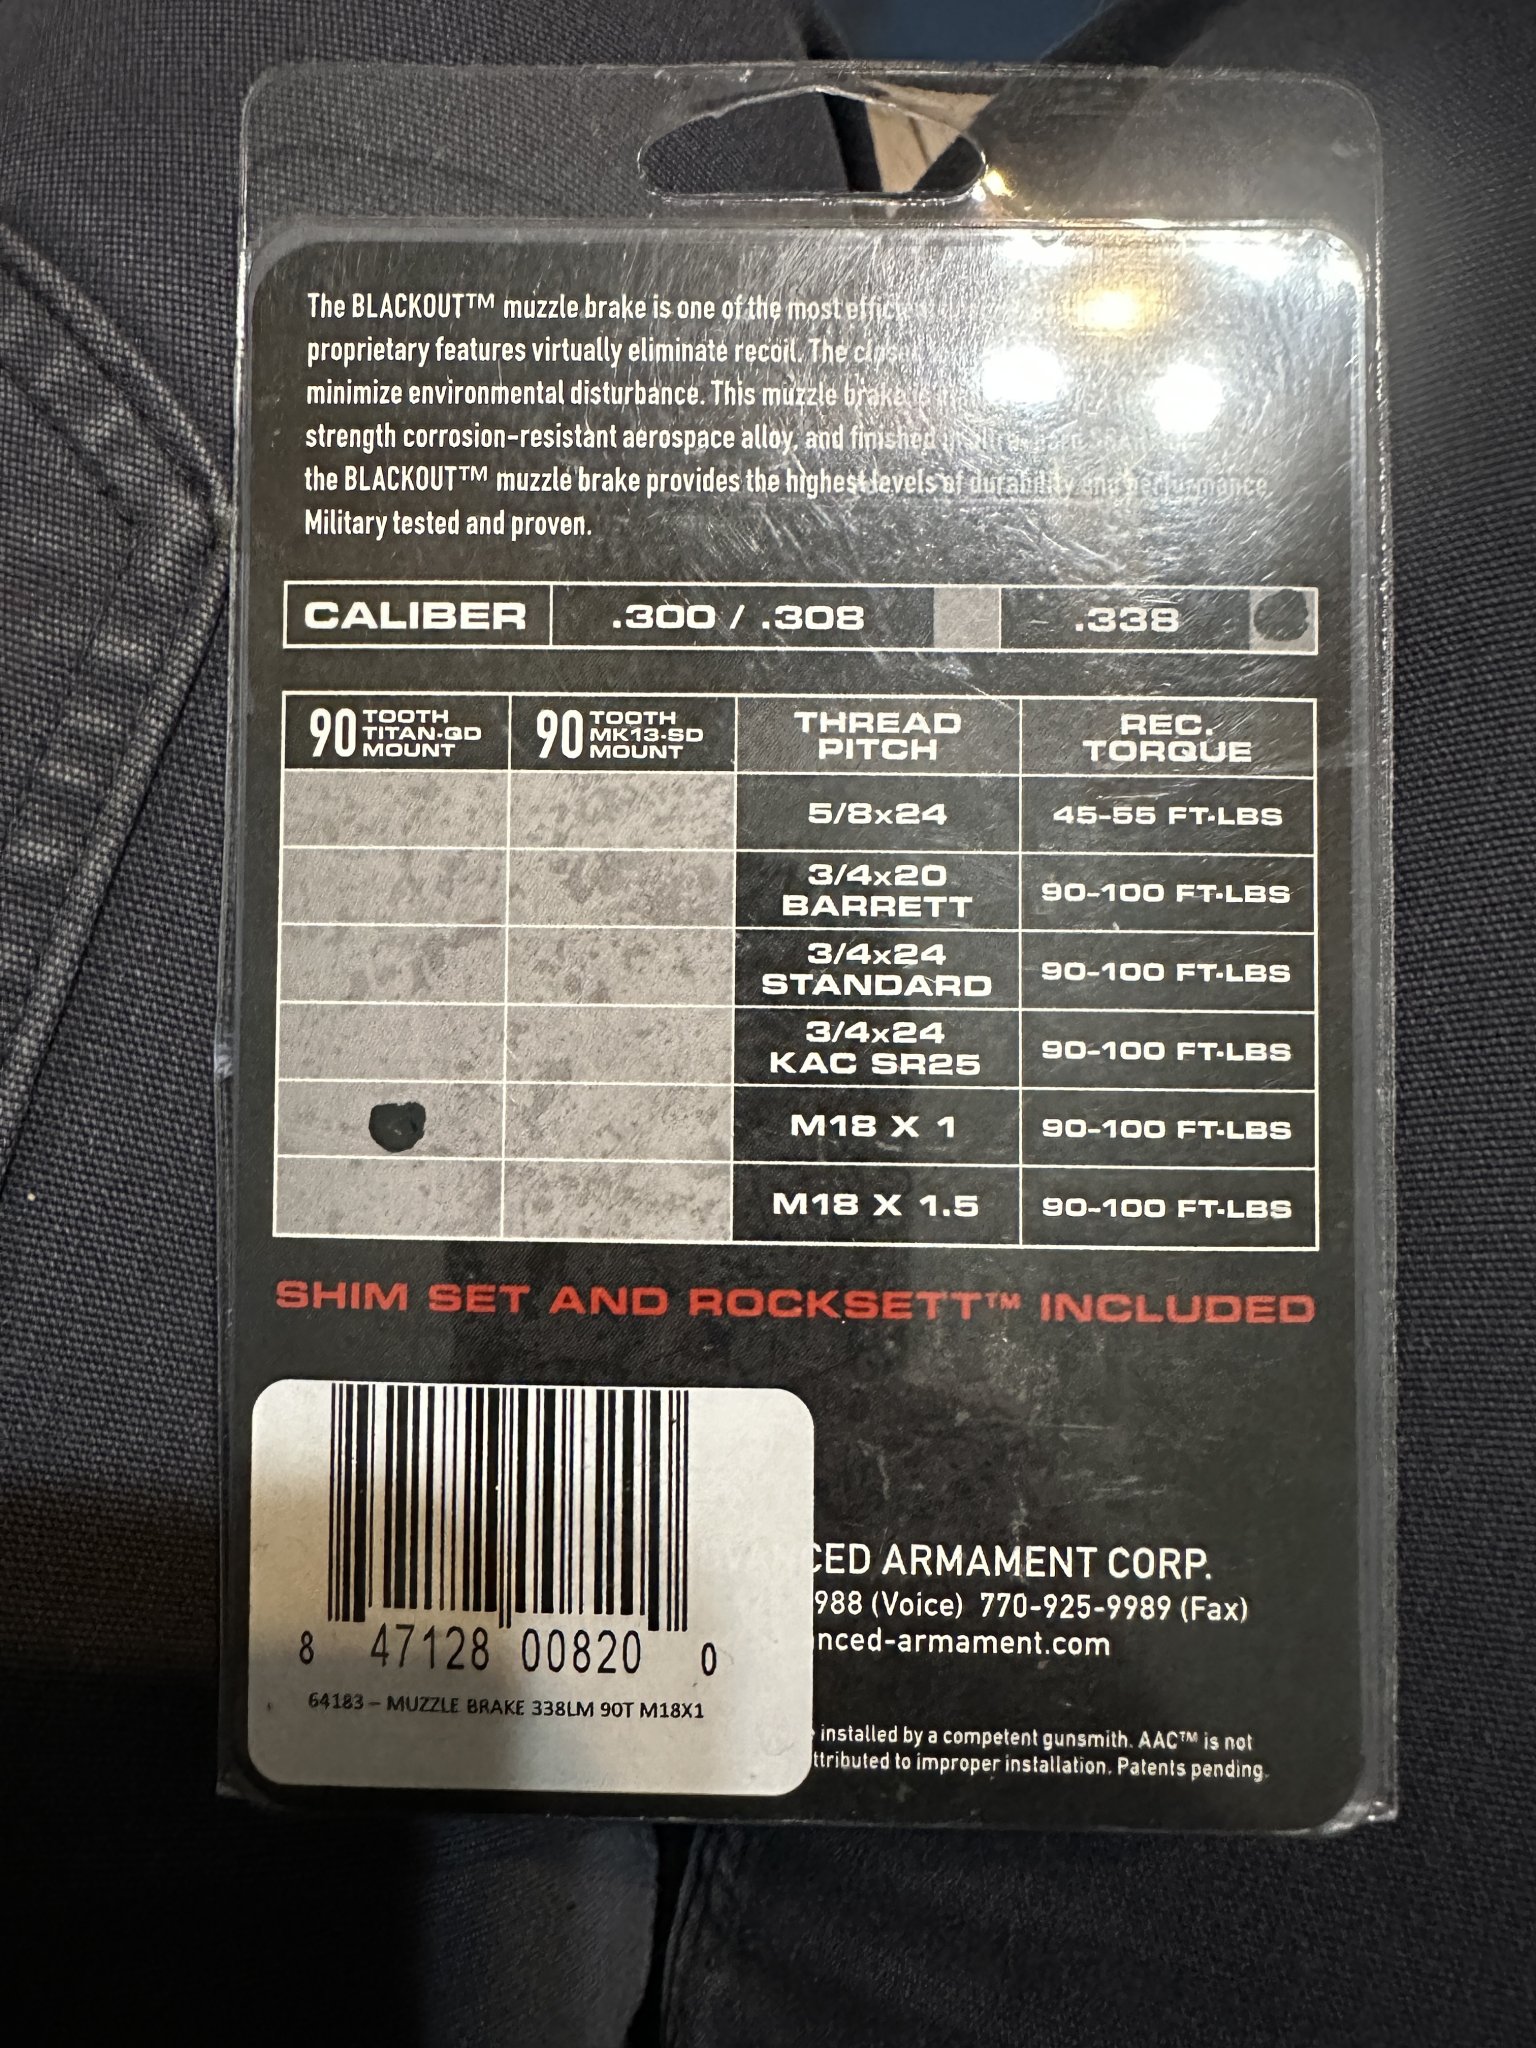 The BLACKOUT™ muzzle brake is one of the most
proprietary features virtually eliminate recoil. The
minimize environmental disturbance. This muzzle brake is
strength corrosion-resistant aerospace alloy, and finished
the BLACKOUT™ muzzle brake provides the highest levels of durability and performance
Military tested and proven.
CALIBER .300 / .308 .338
90 TOOTH TITAN-QD MOUNT 90 TOOTH MK13-SD MOUNT THREAD PITCH REC. TORQUE
5/8x24 45-55 FT-LBS
3/4x20 BARRETT 90-100 FT-LBS
3/4x24 STANDARD 90-100 FT-LBS
3/4x24 KAC SR25 90-100 FT-LBS
M18 X 1 90-100 FT-LBS
M18 X 1.5 90-100 FT-LBS
SHIM SET AND ROCKSETT™ INCLUDED
8 47128 00820 0
64183 – MUZZLE BRAKE 338LM 90T M18X1
CED ARMAMENT CORP.
988 (Voice) 770-925-9989 (Fax)
nced-armament.com
installed by a competent gunsmith. AAC™ is not
ttributed to improper installation. Patents pending.